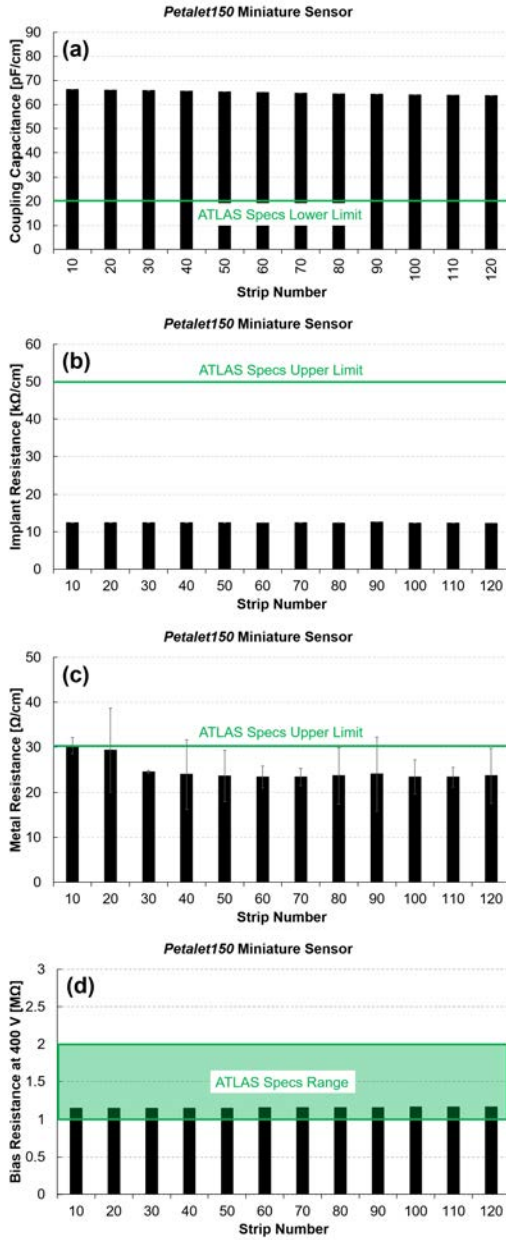 Petalet150 Miniature Sensor
(a)
Coupling Capacitance [pF/cm]
90
80
70
60
50
40
30
20
10
0
ATLAS Specs Lower Limit
10 20 30 40 50 60 70 80 90 100 110 120
Strip Number
Petalet150 Miniature Sensor
(b)
Implant Resistance [kΩ/cm]
60
50
40
30
20
10
0
ATLAS Specs Upper Limit
10 20 30 40 50 60 70 80 90 100 110 120
Strip Number
Petalet150 Miniature Sensor
(c)
Metal Resistance [Ω/cm]
50
40
30
20
10
0
ATLAS Specs Upper Limit
10 20 30 40 50 60 70 80 90 100 110 120
Strip Number
Petalet150 Miniature Sensor
(d)
Bias Resistance at 400 V [MΩ]
3
2.5
2
1.5
1
0.5
0
ATLAS Specs Range
10 20 30 40 50 60 70 80 90 100 110 120
Strip Number